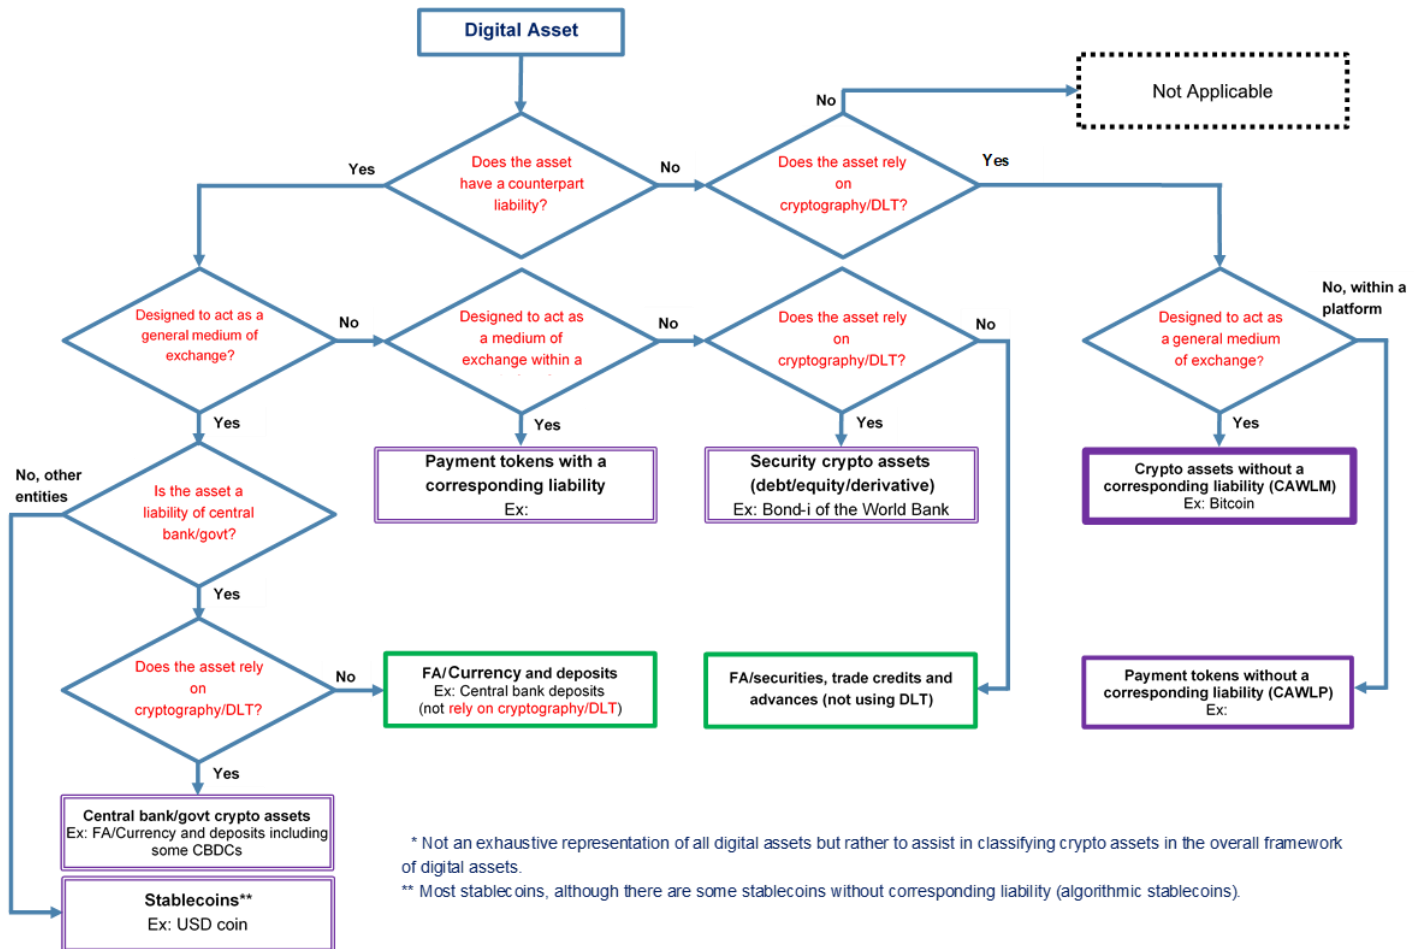 Digital Asset
Not Applicable
No
Yes
Does the asset
have a counterpart
liability?
No
Does the asset rely
on
cryptography/DLT?
Yes
Designed to act as a
general medium of
exchange?
No
Designed to act as
a medium of
exchange within a
No
Does the asset rely
on
cryptography/DLT?
No
No, within a
platform
Designed to act as
a general medium
of exchange?
Yes
Yes
Yes
Yes
No, other
entities
Is the asset a
liability of central
bank/govt?
Payment tokens with a
corresponding liability
Ex:
Security crypto assets
(debt/equity/derivative)
Ex: Bond-i of the World Bank
Crypto assets without a
corresponding liability (CAWLM)
Ex: Bitcoin
Yes
Does the asset rely
on
cryptography/DLT?
No
FA/Currency and deposits
Ex: Central bank deposits
(not rely on cryptography/DLT)
FA/securities, trade credits and
advances (not using DLT)
Payment tokens without a
corresponding liability (CAWLP)
Ex:
Yes
Central bank/govt crypto assets
Ex: FA/Currency and deposits including
some CBDCs
Stablecoins**
Ex: USD coin
* Not an exhaustive representation of all digital assets but rather to assist in classifying crypto assets in the overall framework
of digital assets.
** Most stablecoins, although there are some stablecoins without corresponding liability (algorithmic stablecoins).